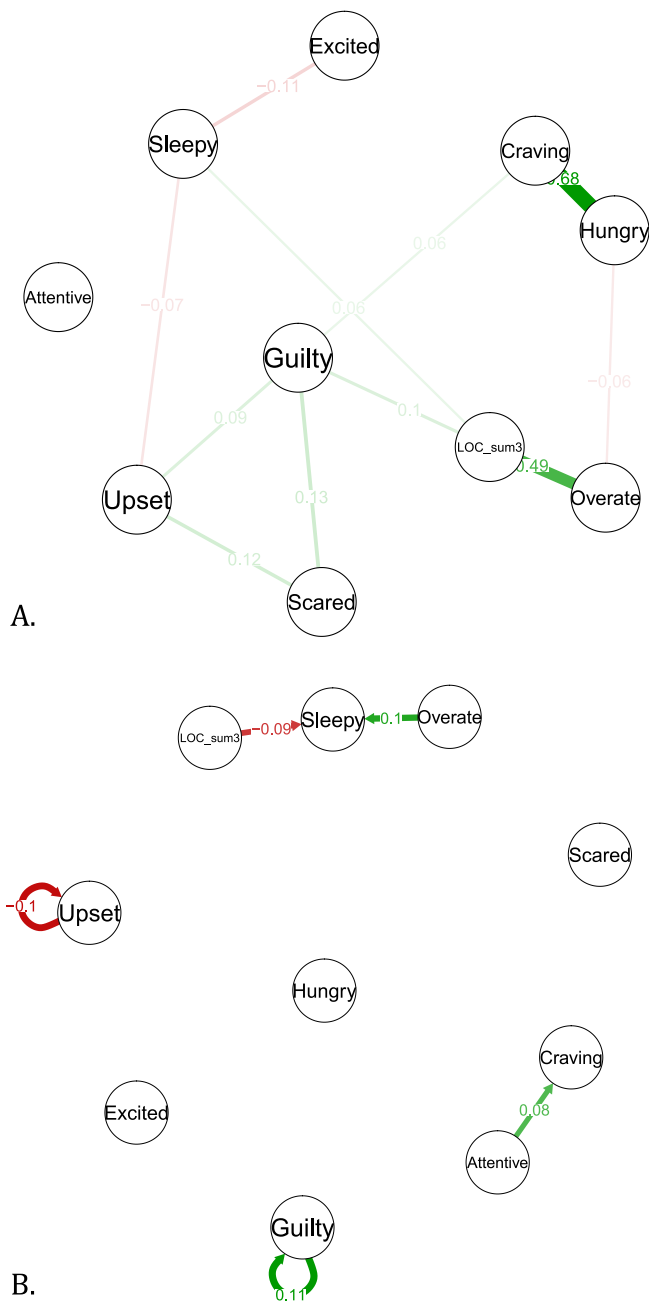 Excited
−0.11
Sleepy
Craving
0.68
Hungry
0.06
Attentive
−0.07
0.06
Guilty
−0.06
0.09
0.1
LOC_sum3
0.49
Overate
Upset
0.13
0.12
Scared
A.
LOC_sum3
−0.09
Sleepy
0.1
Overate
Scared
−0.1
Upset
Hungry
Craving
0.08
Excited
Attentive
Guilty
0.11
B.